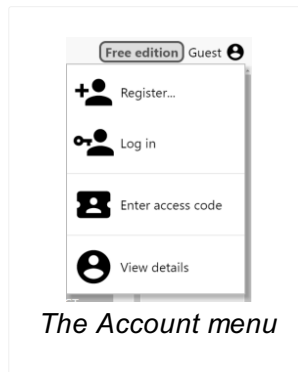 Free edition Guest
Register...
Log in
Enter access code
View details
The Account menu